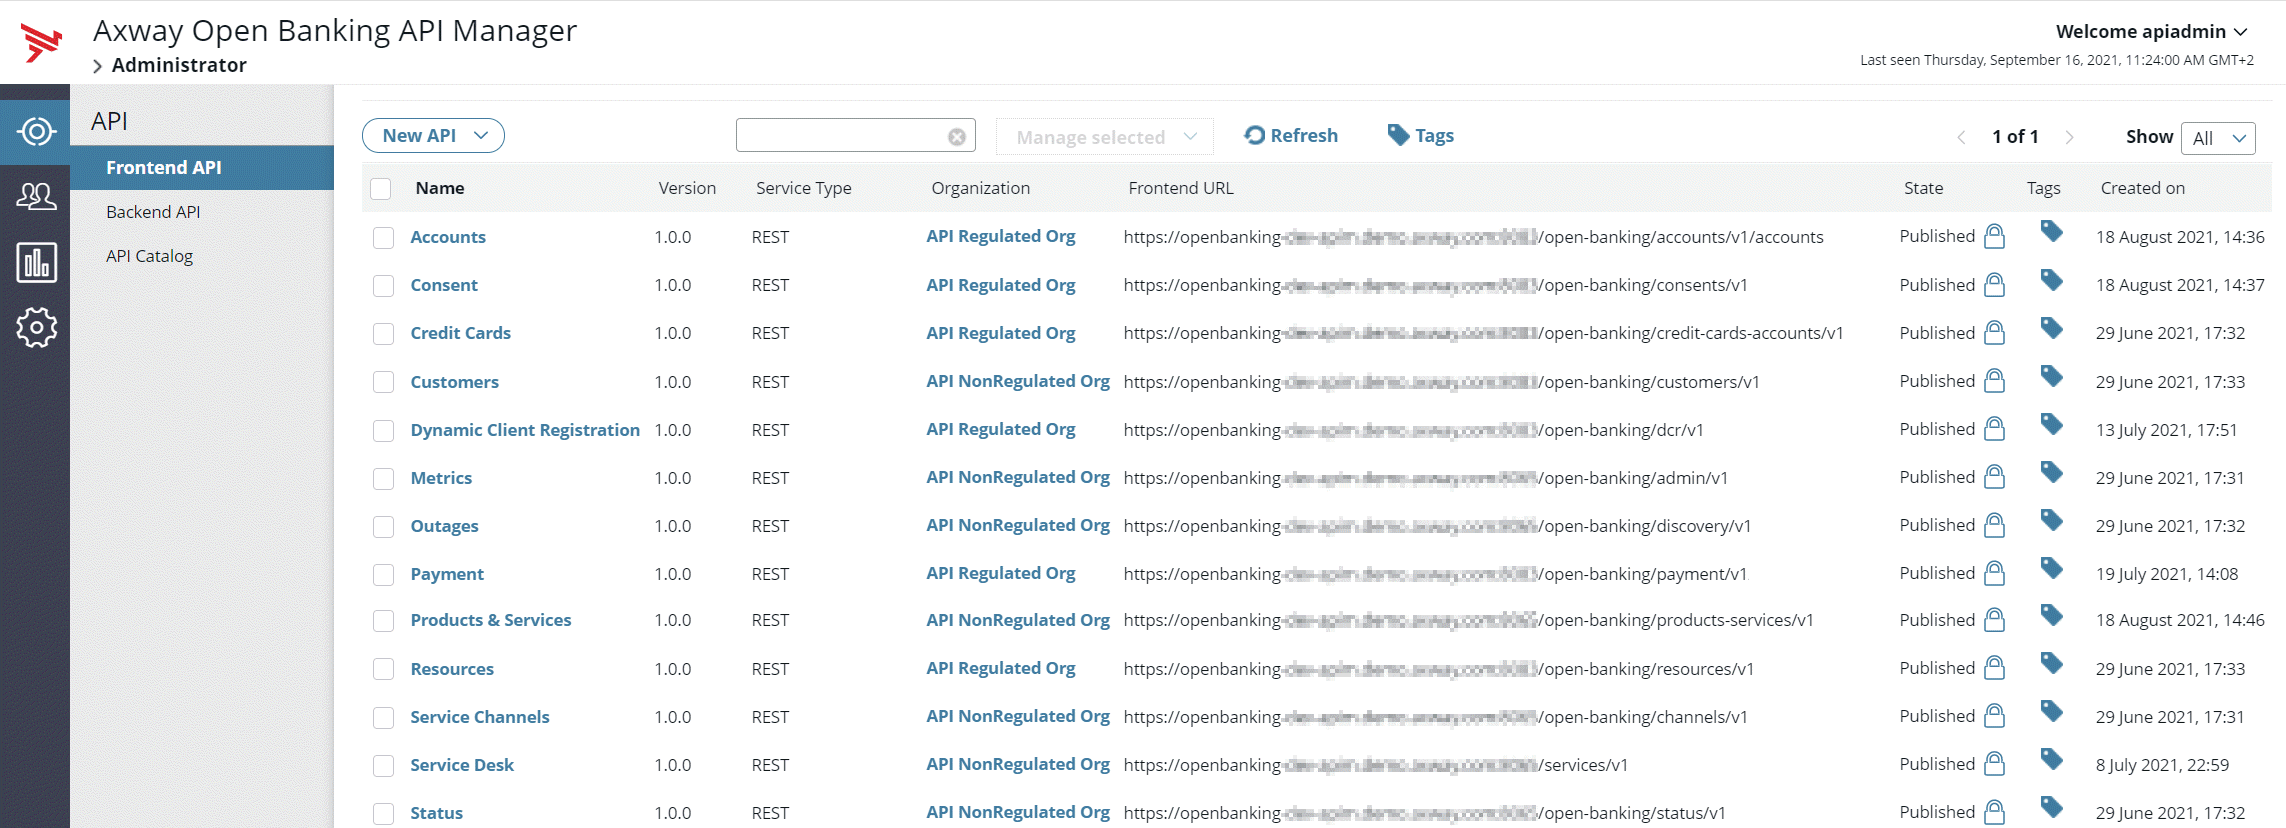 Axway Open Banking API Manager
Administrator
Welcome apiadmin
Last seen Thursday, September 16, 2021, 11:24:00 AM GMT+2
API
Frontend API
Backend API
API Catalog
New API Manage selected Refresh Tags 1 of 1 Show All
Name Version Service Type Organization Frontend URL State Tags Created on
Accounts 1.0.0 REST API Regulated Org https://openbanking- /open-banking/accounts/v1/accounts Published 18 August 2021, 14:36
Consent 1.0.0 REST API Regulated Org https://openbanking- /open-banking/consents/v1 Published 18 August 2021, 14:37
Credit Cards 1.0.0 REST API Regulated Org https://openbanking- /open-banking/credit-cards-accounts/v1 Published 29 June 2021, 17:32
Customers 1.0.0 REST API NonRegulated Org https://openbanking- /open-banking/customers/v1 Published 29 June 2021, 17:33
Dynamic Client Registration 1.0.0 REST API Regulated Org https://openbanking- /open-banking/dcr/v1 Published 13 July 2021, 17:51
Metrics 1.0.0 REST API NonRegulated Org https://openbanking- /open-banking/admin/v1 Published 29 June 2021, 17:31
Outages 1.0.0 REST API NonRegulated Org https://openbanking- /open-banking/discovery/v1 Published 29 June 2021, 17:32
Payment 1.0.0 REST API Regulated Org https://openbanking- /open-banking/payment/v1 Published 19 July 2021, 14:08
Products & Services 1.0.0 REST API NonRegulated Org https://openbanking- /open-banking/products-services/v1 Published 18 August 2021, 14:46
Resources 1.0.0 REST API Regulated Org https://openbanking- /open-banking/resources/v1 Published 29 June 2021, 17:33
Service Channels 1.0.0 REST API NonRegulated Org https://openbanking- /open-banking/channels/v1 Published 29 June 2021, 17:31
Service Desk 1.0.0 REST API NonRegulated Org https://openbanking- /services/v1 Published 8 July 2021, 22:59
Status 1.0.0 REST API NonRegulated Org https://openbanking- /open-banking/status/v1 Published 29 June 2021, 17:32